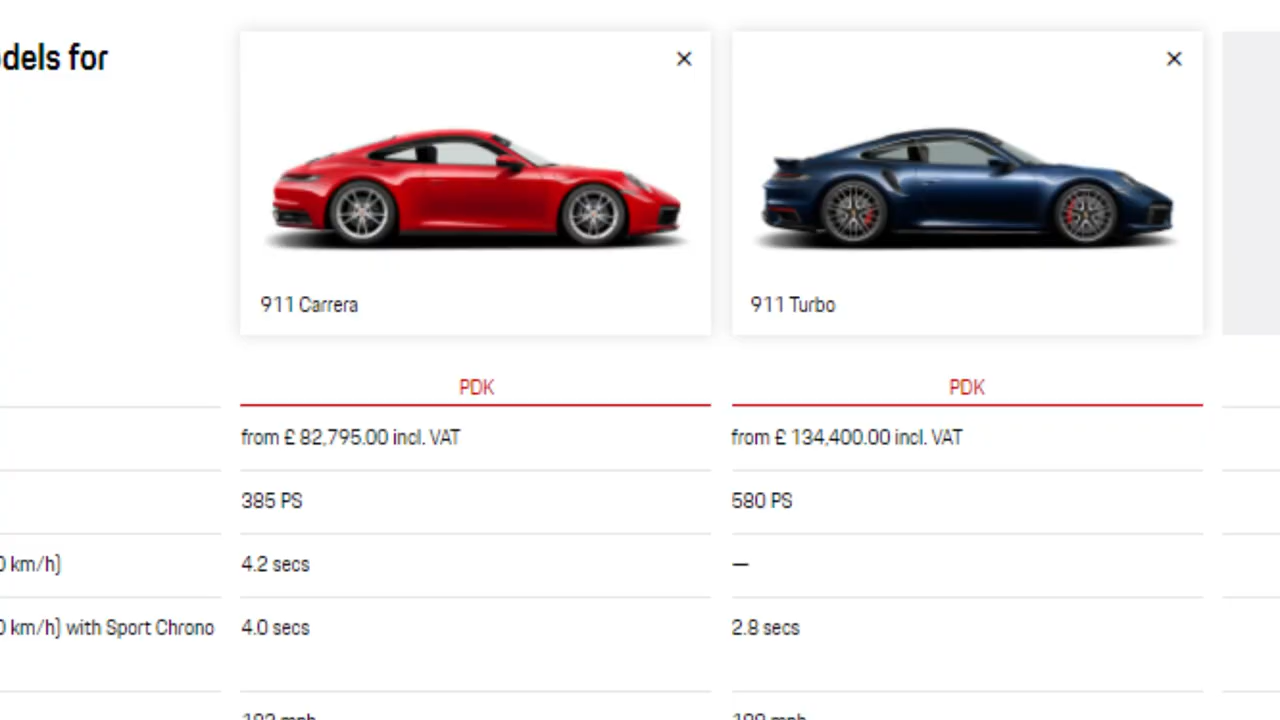 odels for
911 Carrera
911 Turbo
PDK
PDK
from £ 82,795.00 incl. VAT
from £ 134,400.00 incl. VAT
385 PS
580 PS
0 km/h)
4.2 secs
—
0 km/h) with Sport Chrono
4.0 secs
2.8 secs